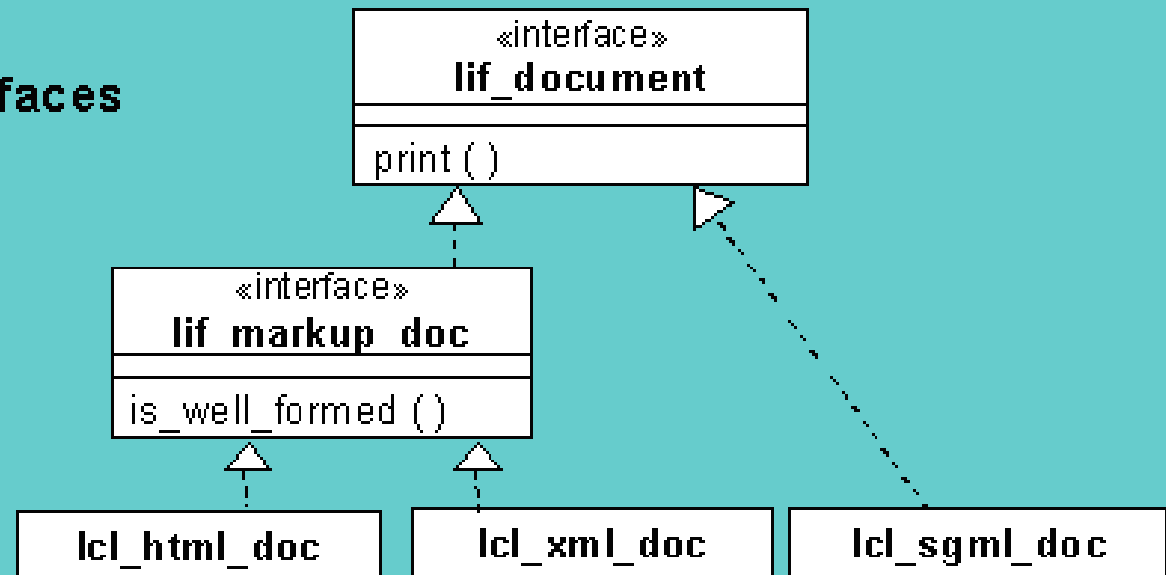 «interface»
lif_document
faces
print ( )
«interface»
lif_markup_doc
is_well_formed ( )
lcl_html_doc
lcl_xml_doc
lcl_sgml_doc